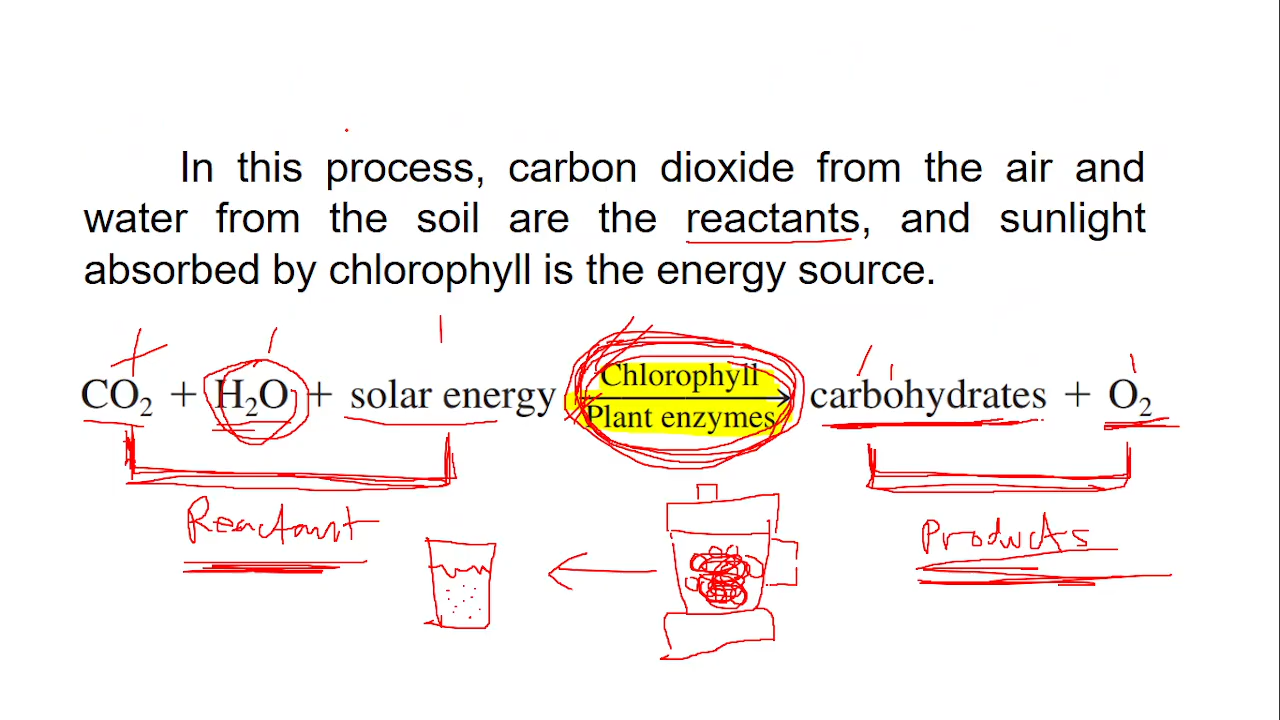 In this process, carbon dioxide from the air and
water from the soil are the reactants, and sunlight
absorbed by chlorophyll is the energy source.
CO₂ + H₂O + solar energy Chlorophyll Plant enzymes → carbohydrates + O₂
Reactant
Products